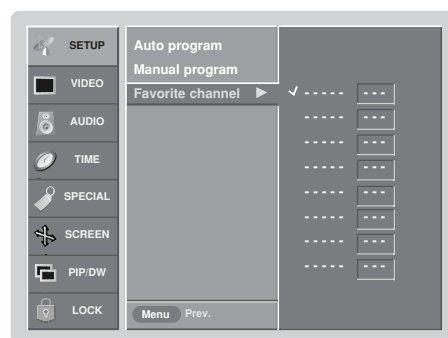 SETUP
VIDEO
AUDIO
TIME
SPECIAL
SCREEN
PIP/DW
LOCK
Auto program
Manual program
Favorite channel ▶
✓ - - - - - - - -
- - - - - - - -
- - - - - - - -
- - - - - - - -
- - - - - - - -
- - - - - - - -
- - - - - - - -
- - - - - - - -
Menu Prev.